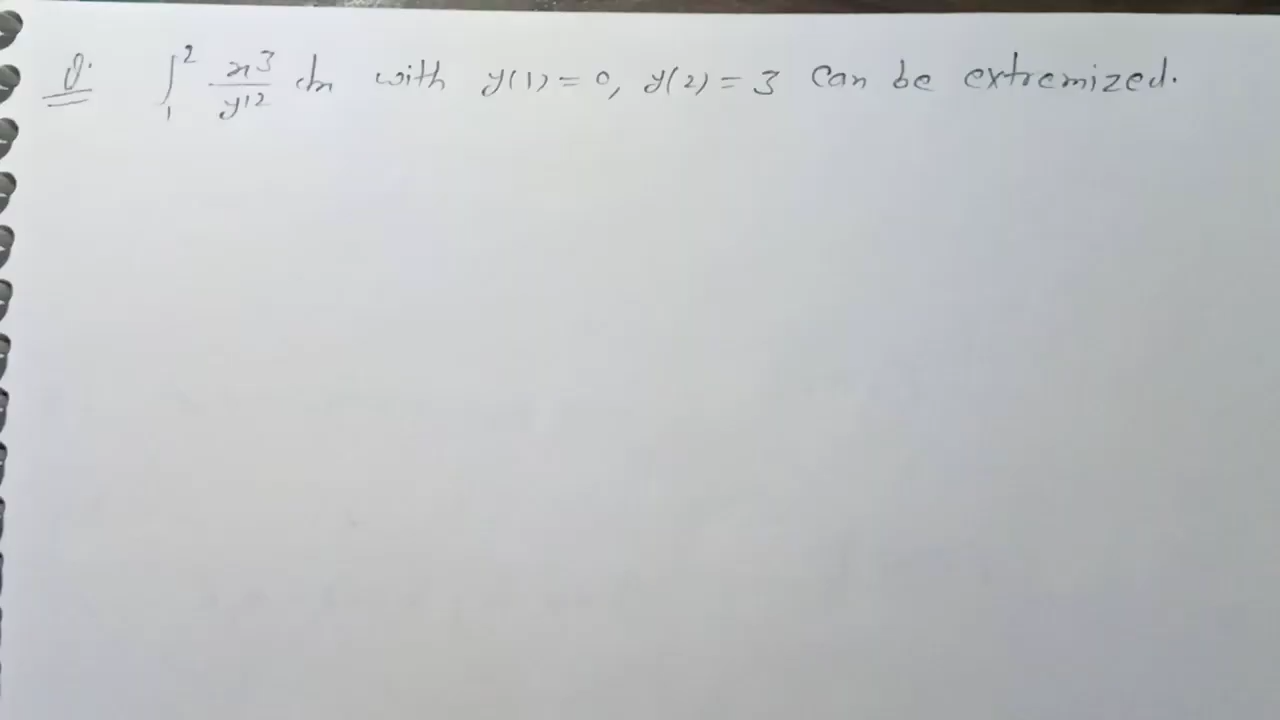 Q. ∫₁² x³/y'² dx with y(1) = 0, y(2) = 3 can be extremized.